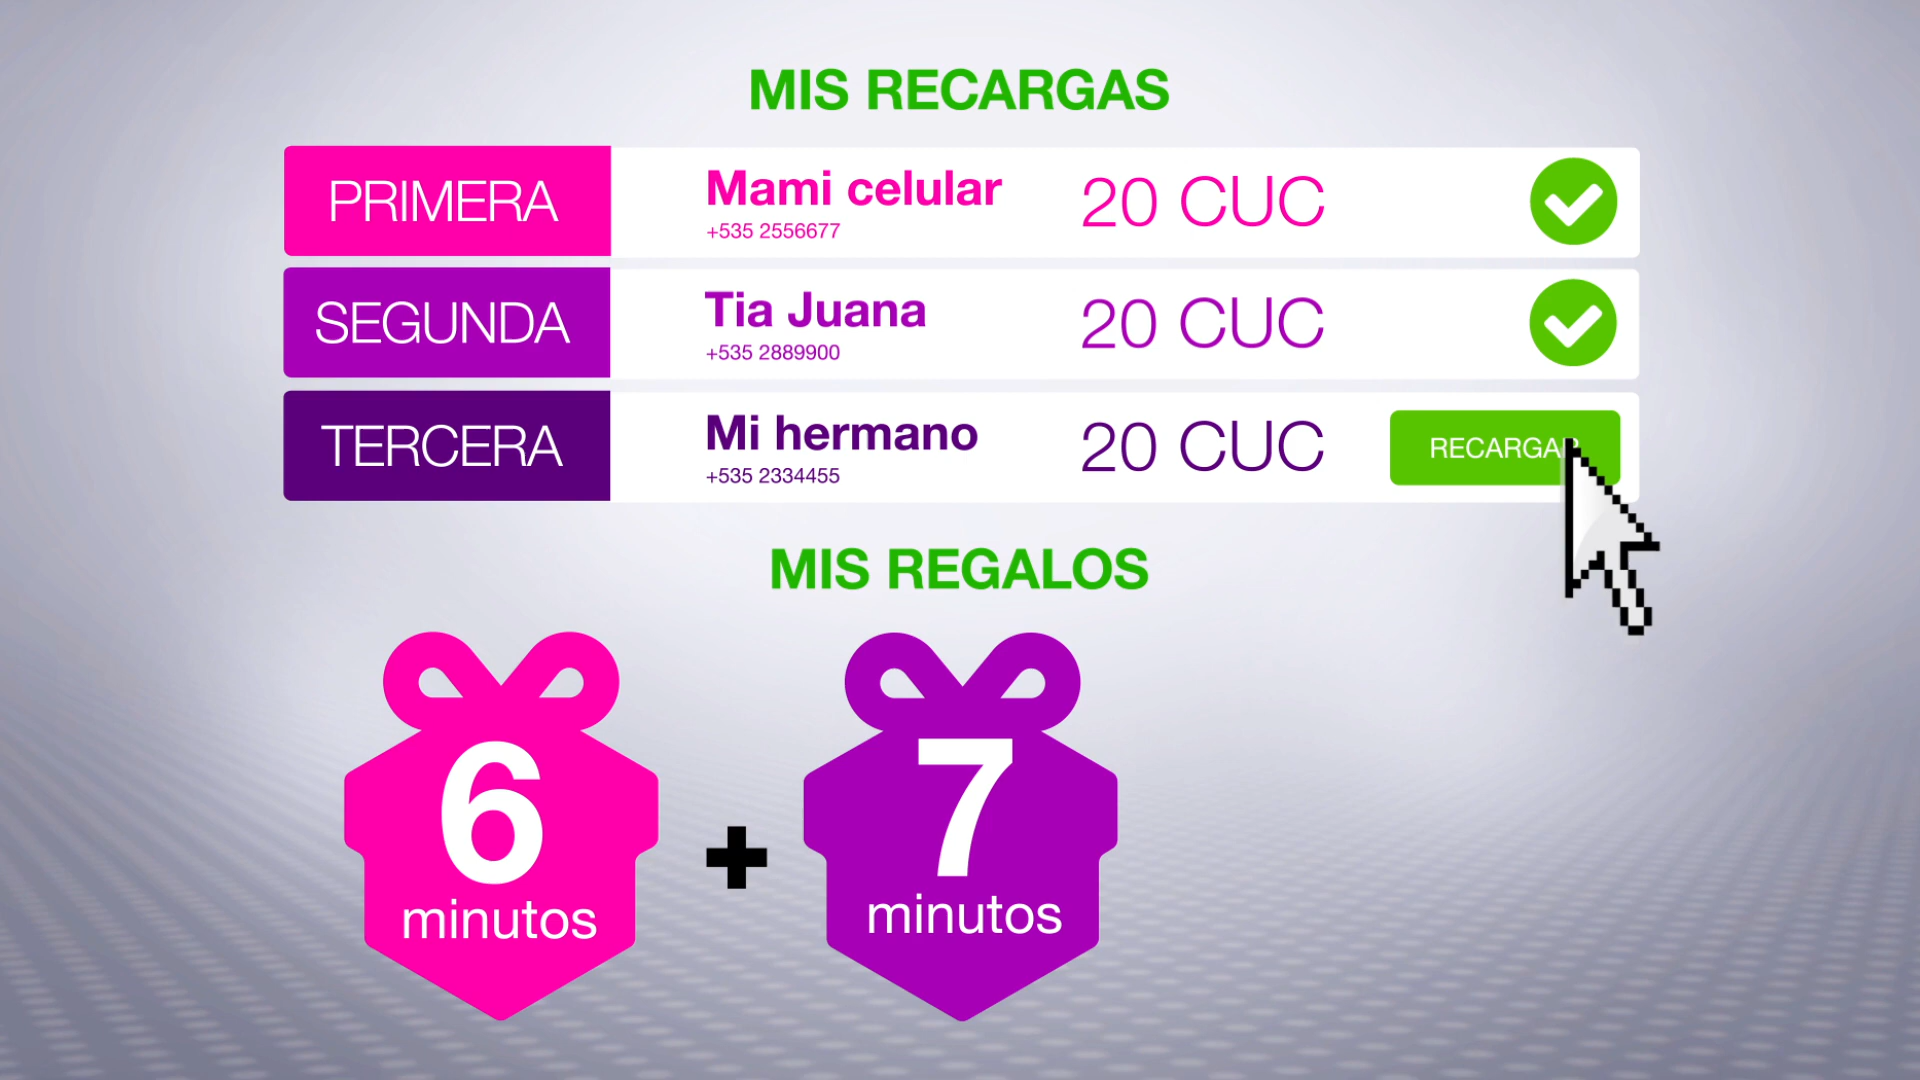 MIS RECARGAS
PRIMERA
Mami celular
20 CUC
+535 2556677
SEGUNDA
Tia Juana
20 CUC
+535 2889900
TERCERA
Mi hermano
20 CUC
RECARGAR
+535 2334455
MIS REGALOS
6
minutos
+
7
minutos